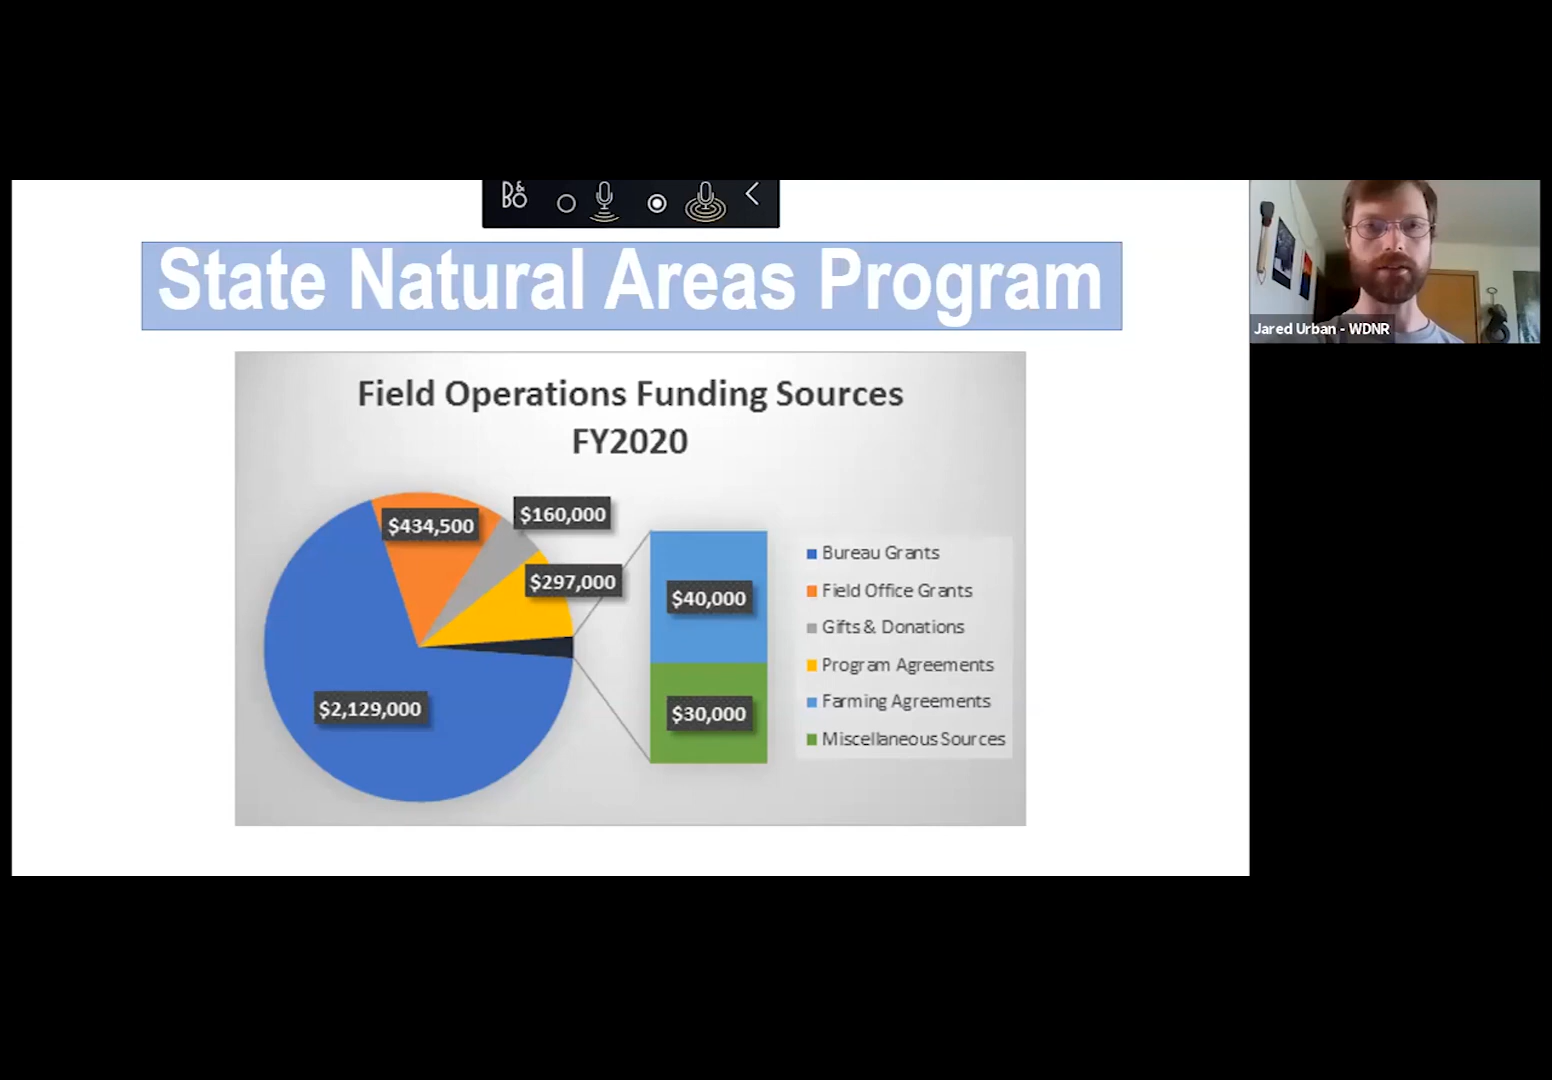 B&O
State Natural Areas Program
Jared Urban - WDNR
Field Operations Funding Sources
FY2020
$434,500
$160,000
$297,000
$2,129,000
$40,000
$30,000
Bureau Grants
Field Office Grants
Gifts & Donations
Program Agreements
Farming Agreements
Miscellaneous Sources